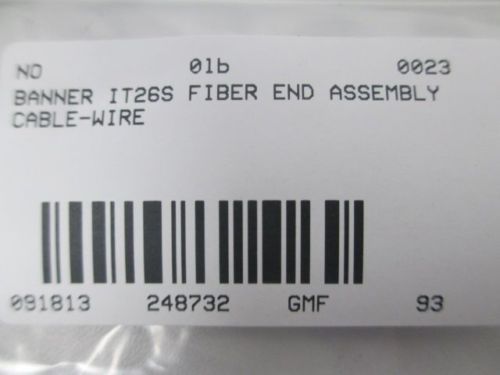 NO 01b 0023
BANNER IT26S FIBER END ASSEMBLY
CABLE-WIRE
091813 248732 GMF 93